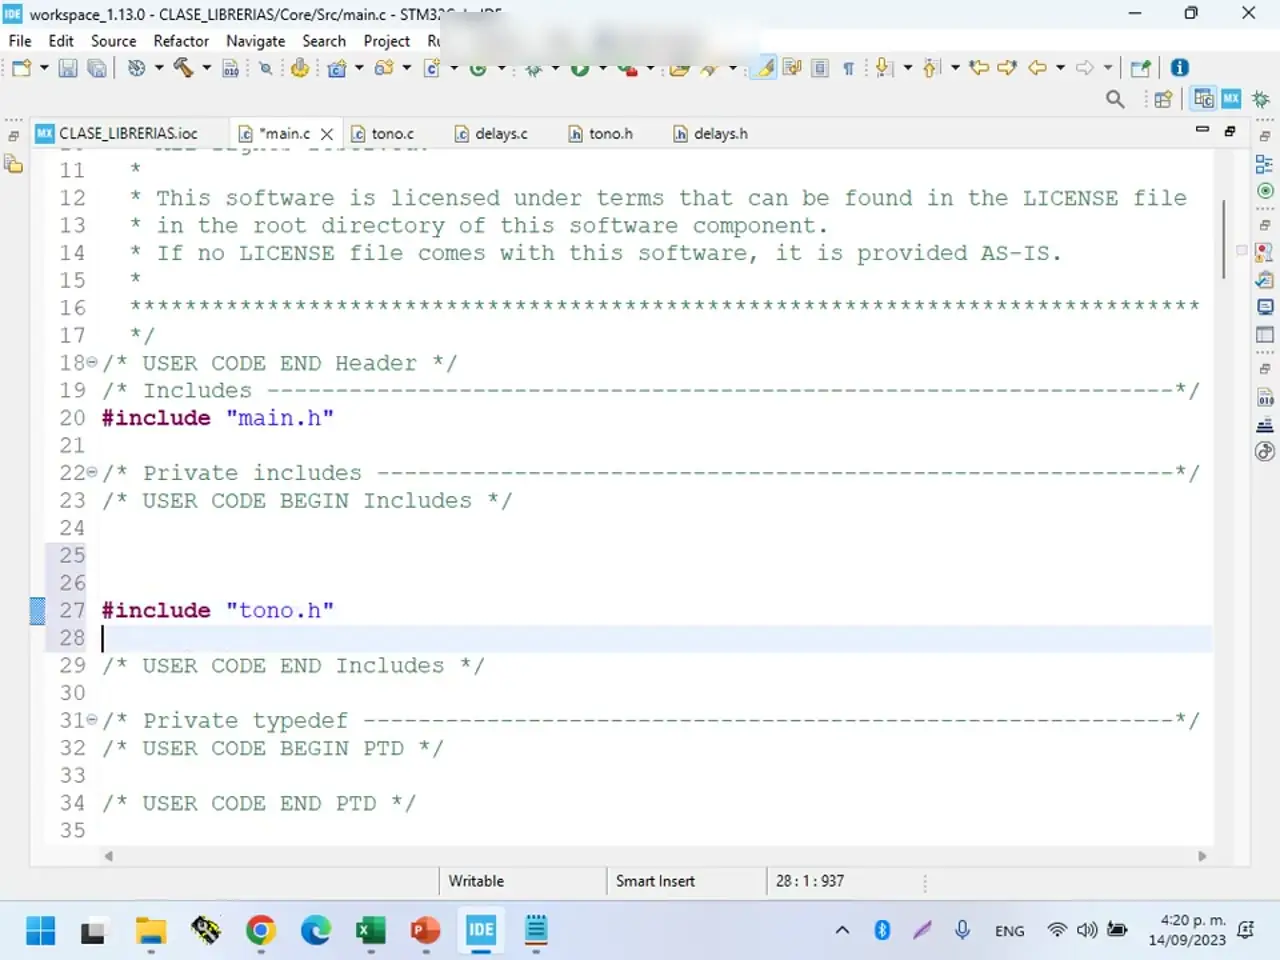 IDE workspace_1.13.0 - CLASE_LIBRERIAS/Core/Src/main.c - STM32
File Edit Source Refactor Navigate Search Project
MX CLASE_LIBRERIAS.ioc *main.c tono.c delays.c tono.h delays.h
11 *
12 * This software is licensed under terms that can be found in the LICENSE file
13 * in the root directory of this software component.
14 * If no LICENSE file comes with this software, it is provided AS-IS.
15 *
16 ******************************************************************************
17 */
18 /* USER CODE END Header */
19 /* Includes ------------------------------------------------------------------*/
20 #include "main.h"
21
22 /* Private includes ----------------------------------------------------------*/
23 /* USER CODE BEGIN Includes */
24
25
26
27 #include "tono.h"
28
29 /* USER CODE END Includes */
30
31 /* Private typedef -----------------------------------------------------------*/
32 /* USER CODE BEGIN PTD */
33
34 /* USER CODE END PTD */
35
Writable Smart Insert 28 : 1 : 937
IDE ENG 4:20 p. m.
14/09/2023